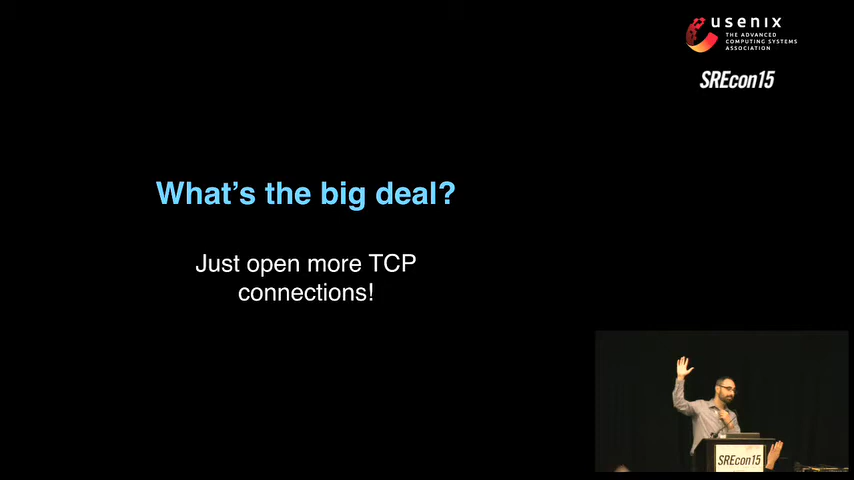 usenix
THE ADVANCED
COMPUTING SYSTEMS
ASSOCIATION
SREcon15
What's the big deal?
Just open more TCP
connections!
SREcon15